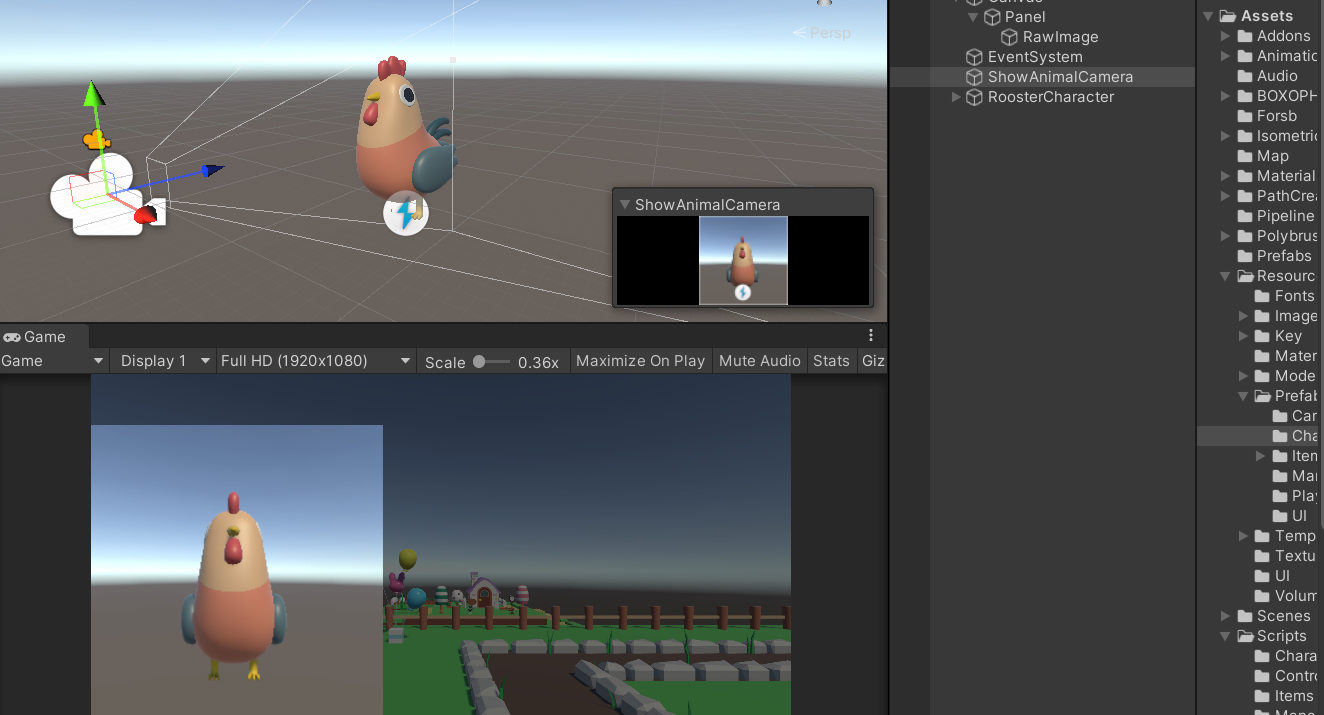 Persp
ShowAnimalCamera
Game
Game
Display 1
Full HD (1920x1080)
Scale
0.36x
Maximize On Play
Mute Audio
Stats
Giz
Panel
RawImage
EventSystem
ShowAnimalCamera
RoosterCharacter
Assets
Addons
Animatic
Audio
BOXOPH
Forsb
Isometric
Map
Material
PathCrea
Pipeline
Polybrus
Prefabs
Resourc
Fonts
Image
Key
Mater
Mode
Prefab
Car
Cha
Item
Mar
Play
UI
Temp
Textu
UI
Volum
Scenes
Scripts
Chara
Contro
Items